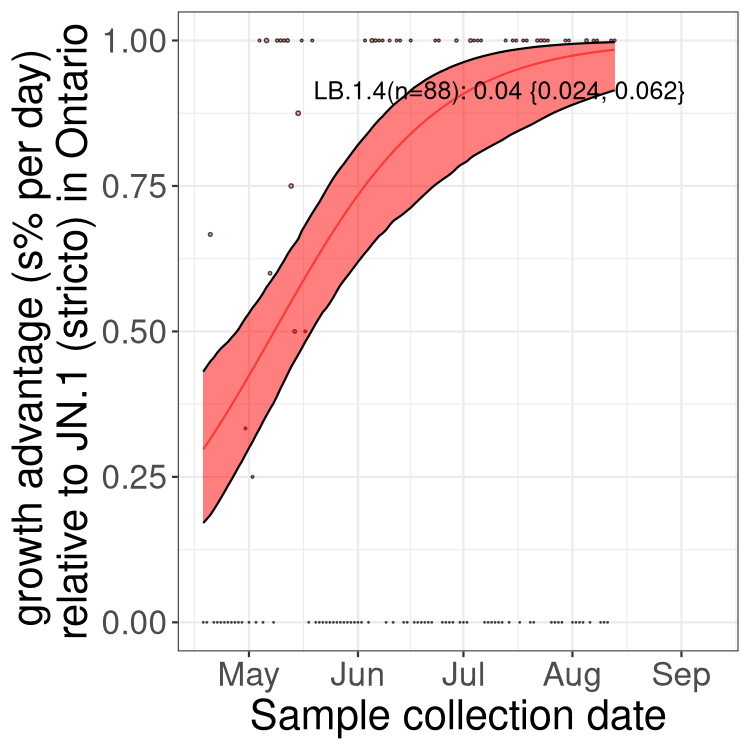 growth advantage (s% per day)
relative to JN.1 (stricto) in Ontario
1.00
0.75
0.50
0.25
0.00
LB.1.4(n=88): 0.04 {0.024, 0.062}
May Jun Jul Aug Sep
Sample collection date